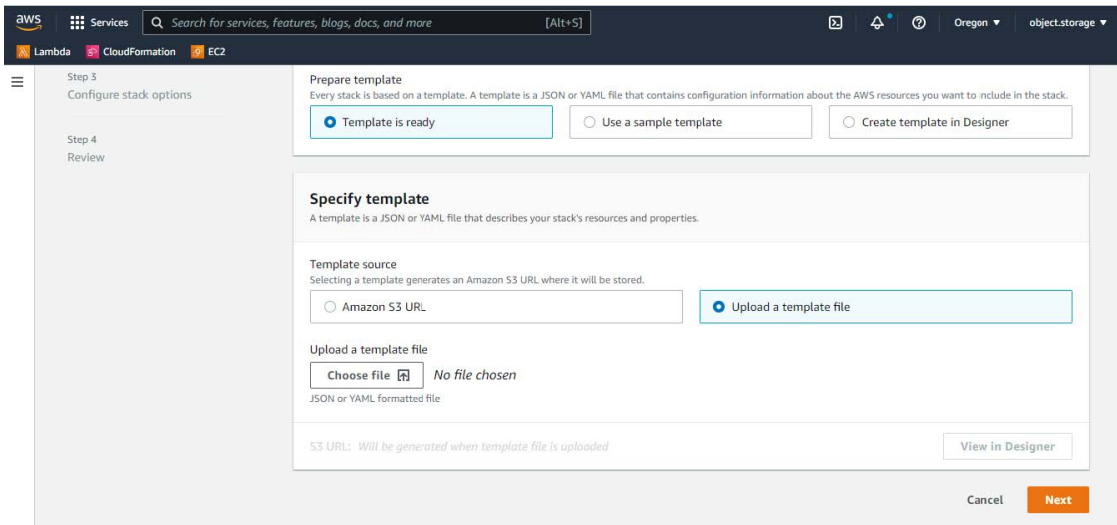 aws
Services
Search for services, features, blogs, docs, and more
[Alt+S]
Oregon
object.storage
Lambda
CloudFormation
EC2
Step 3
Configure stack options
Step 4
Review
Prepare template
Every stack is based on a template. A template is a JSON or YAML file that contains configuration information about the AWS resources you want to include in the stack.
Template is ready
Use a sample template
Create template in Designer
Specify template
A template is a JSON or YAML file that describes your stack's resources and properties.
Template source
Selecting a template generates an Amazon S3 URL where it will be stored.
Amazon S3 URL
Upload a template file
Upload a template file
Choose file
No file chosen
JSON or YAML formatted file
S3 URL: Will be generated when template file is uploaded
View in Designer
Cancel
Next